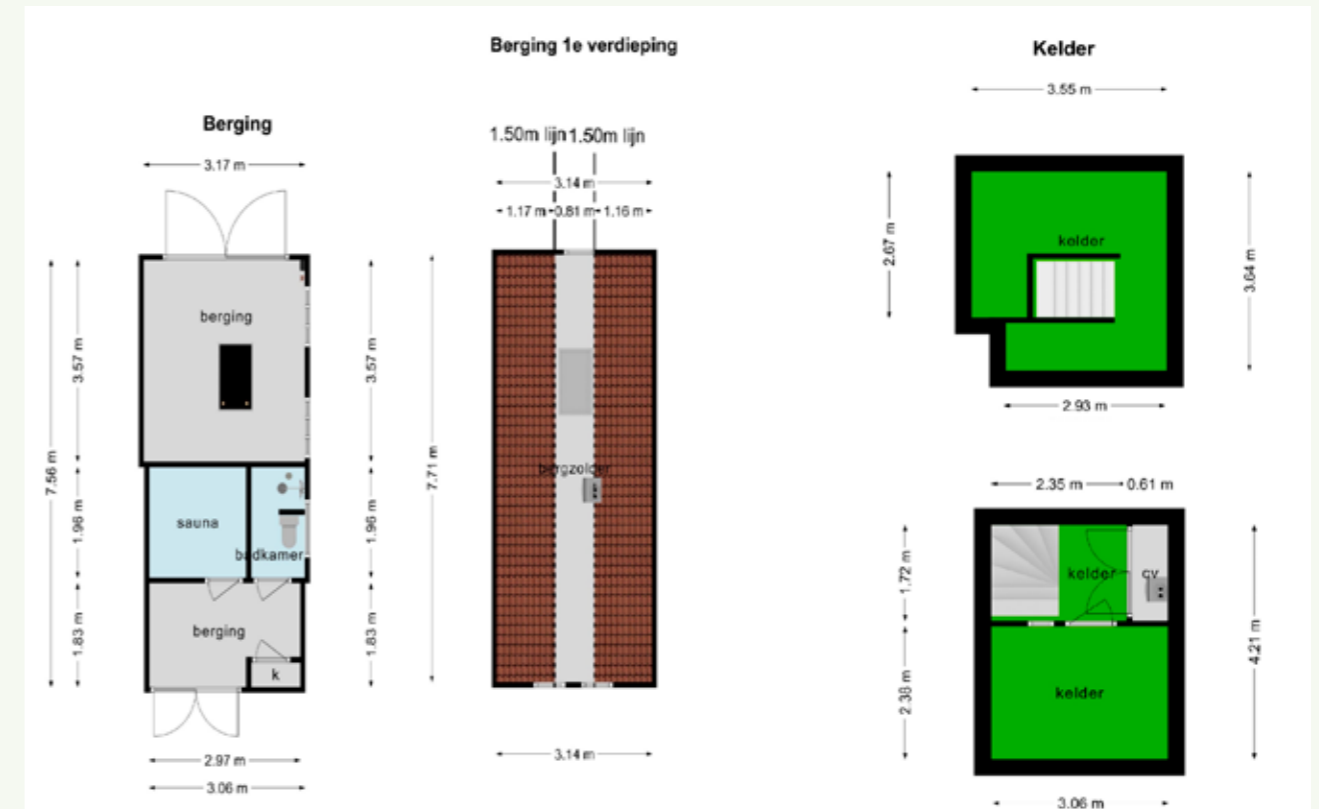 Berging 1e verdieping
Kelder
3.55 m
Berging
1.50m lijn 1.50m lijn
3.17 m
3.14 m
1.17 m 0.81 m 1.16 m
kelder
2.67 m
3.64 m
berging
3.57 m
3.57 m
2.93 m
7.56 m
7.71 m
bergzolder
2.35 m 0.61 m
sauna
1.96 m
1.96 m
badkamer
kelder
cv
1.72 m
berging
1.83 m
1.83 m
4.21 m
k
kelder
2.38 m
2.97 m
3.14 m
3.06 m
3.06 m